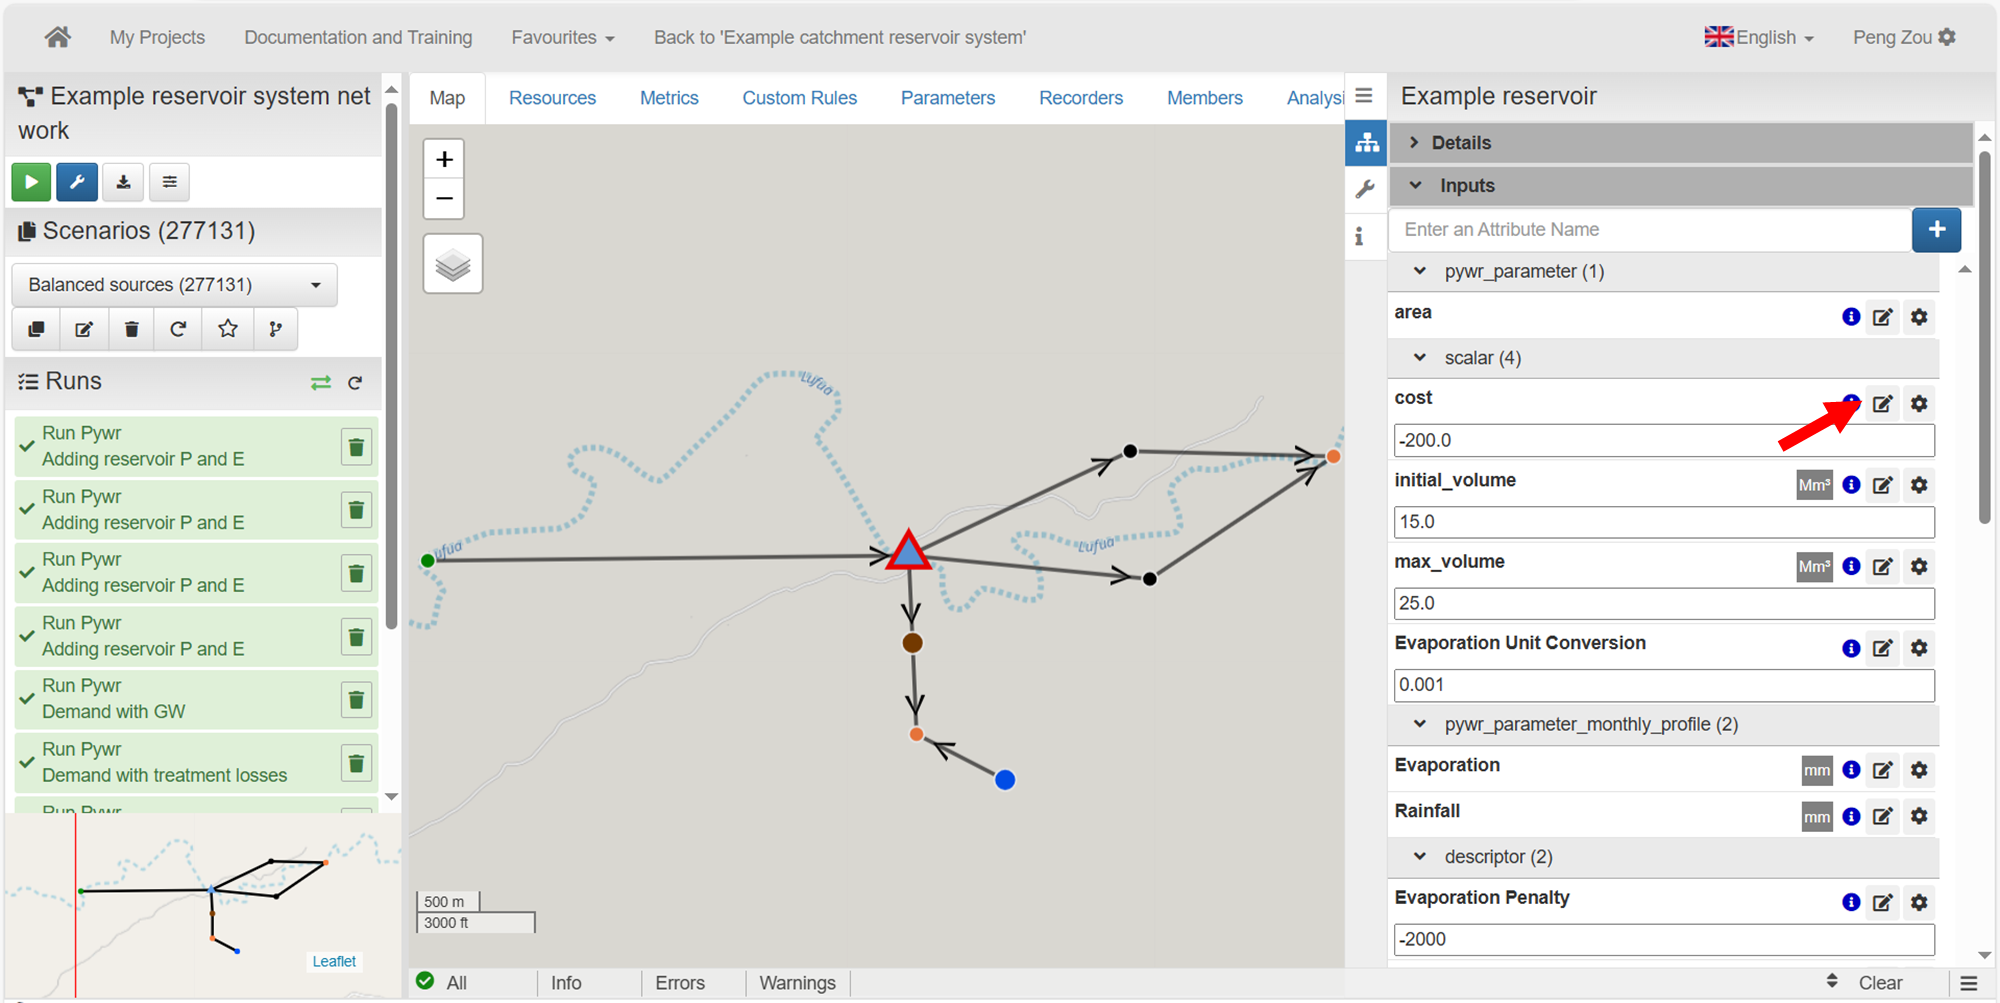 My Projects
Documentation and Training
Favourites
Back to 'Example catchment reservoir system'
English
Peng Zou
Example reservoir system net
work
Scenarios (277131)
Balanced sources (277131)
Runs
Run Pywr
Adding reservoir P and E
Run Pywr
Adding reservoir P and E
Run Pywr
Adding reservoir P and E
Run Pywr
Adding reservoir P and E
Run Pywr
Demand with GW
Run Pywr
Demand with treatment losses
Run Pywr
Leaflet
Map
Resources
Metrics
Custom Rules
Parameters
Recorders
Members
Analysi
+
−
Lufua
ufua
Lufua
500 m
3000 ft
All
Info
Errors
Warnings
Clear
Example reservoir
Details
Inputs
Enter an Attribute Name
pywr_parameter (1)
area
scalar (4)
cost
-200.0
initial_volume
Mm³
15.0
max_volume
Mm³
25.0
Evaporation Unit Conversion
0.001
pywr_parameter_monthly_profile (2)
Evaporation
mm
Rainfall
mm
descriptor (2)
Evaporation Penalty
-2000